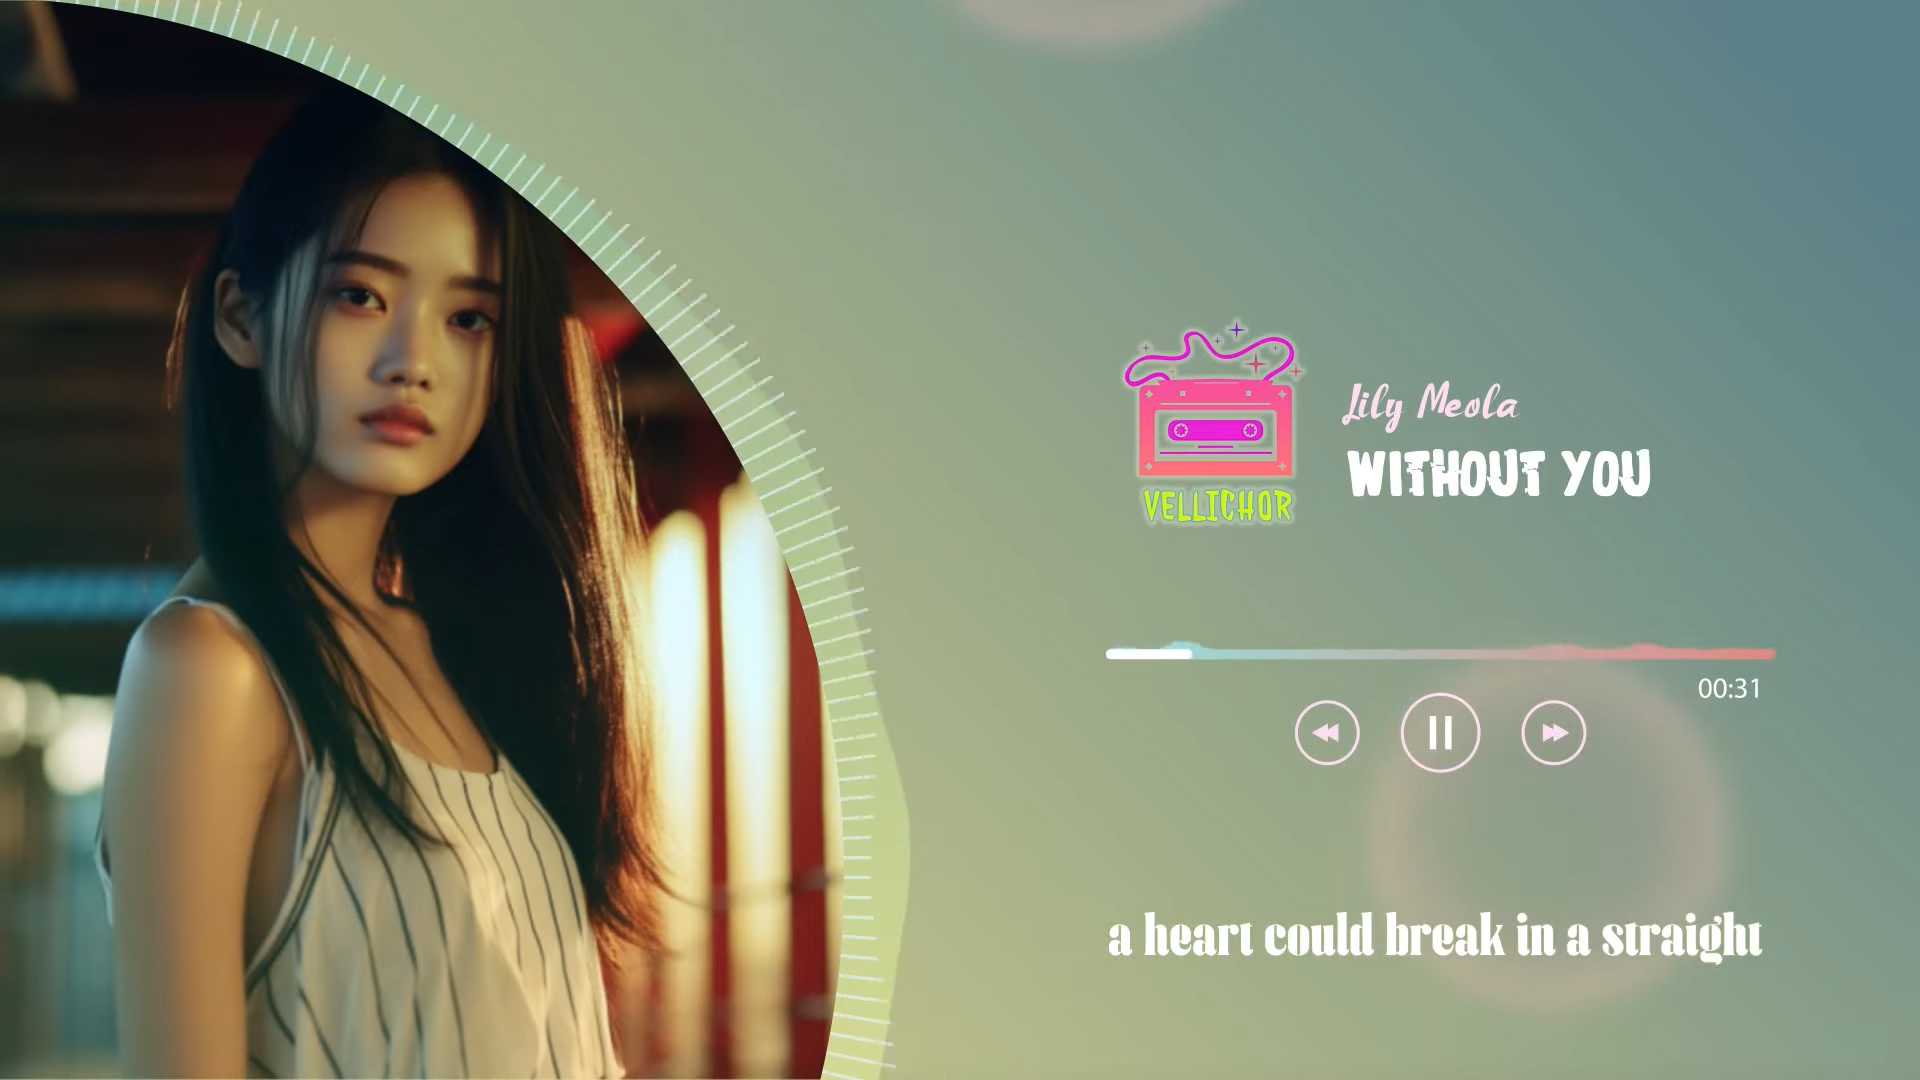 Lily Meola
WITHOUT YOU
VELLICHOR
00:31
a heart could break in a straight